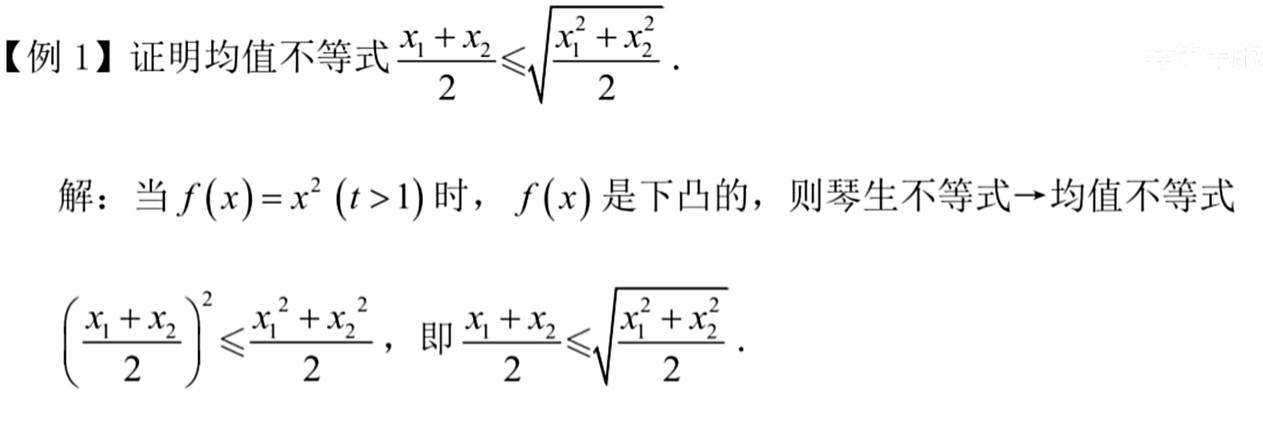 【例 1】证明均值不等式 $\frac{x_1+x_2}{2} \leqslant \sqrt{\frac{x_1^2+x_2^2}{2}}$ .
解：当 $f(x)=x^2$ $(t>1)$ 时，$f(x)$ 是下凸的，则琴生不等式→均值不等式
$\left(\frac{x_1+x_2}{2}\right)^2 \leqslant \frac{x_1^2+x_2^2}{2}$，即 $\frac{x_1+x_2}{2} \leqslant \sqrt{\frac{x_1^2+x_2^2}{2}}$ .